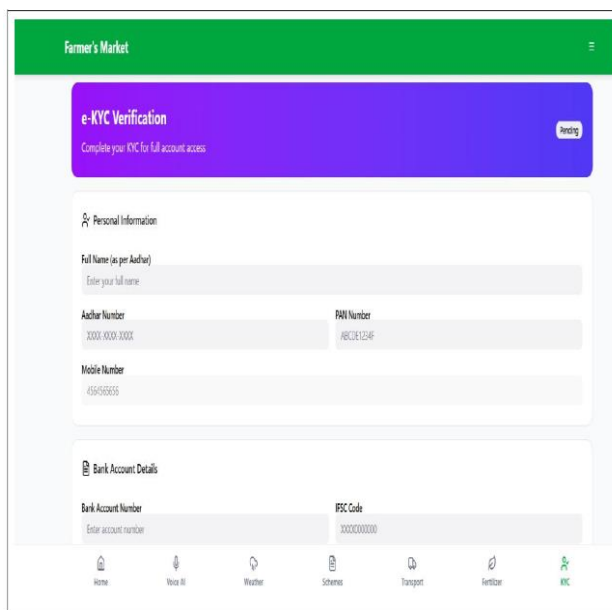 Farmer's Market
e-KYC Verification
Pending
Complete your KYC for full account access
Personal Information
Full Name (as per Aadhar)
Enter your full name
Aadhar Number PAN Number
XXXX-XXXX-XXXX ABCDE1234F
Mobile Number
4564565656
Bank Account Details
Bank Account Number IFSC Code
Enter account number XXXX0000000
Home Voice AI Weather Schemes Transport Fertilizer KYC